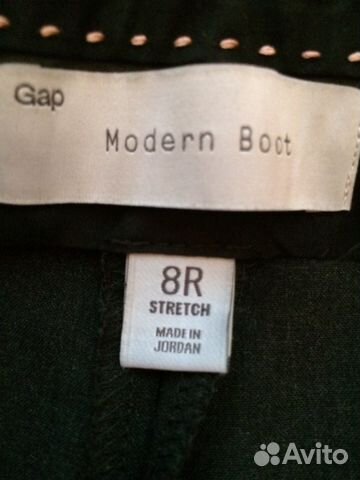 Gap
Modern Boot
8R
STRETCH
MADE IN
JORDAN
Avito